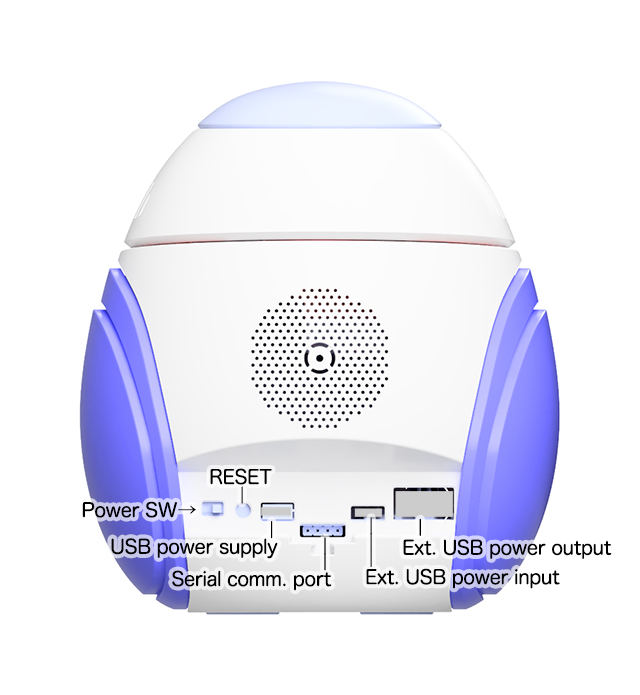 RESET
Power SW→
USB power supply
Ext. USB power output
Serial comm. port
Ext. USB power input